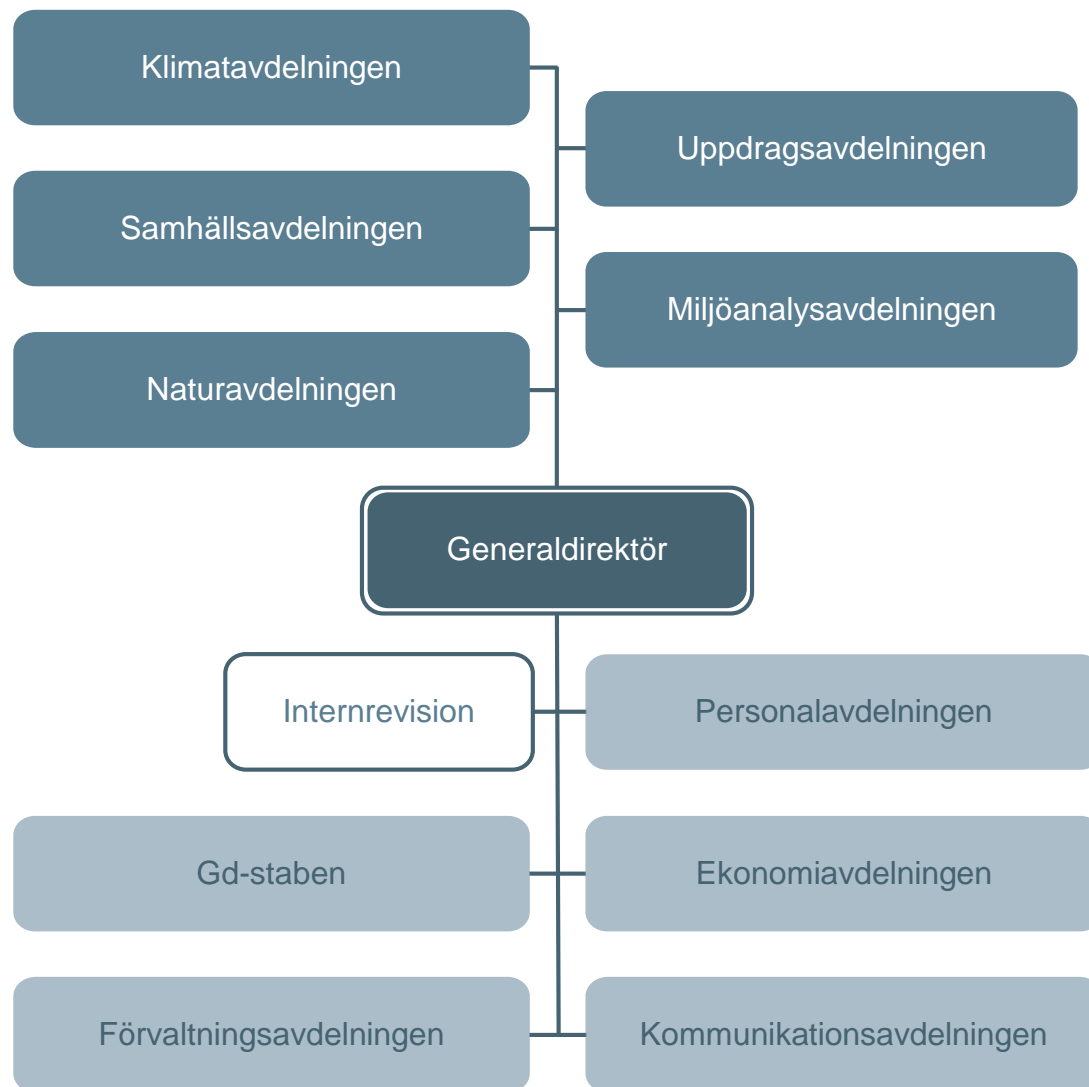 Klimatavdelningen
Uppdragsavdelningen
Samhällsavdelningen
Miljöanalysavdelningen
Naturavdelningen
Generaldirektör
Internrevision
Personalavdelningen
Gd-staben
Ekonomiavdelningen
Förvaltningsavdelningen
Kommunikationsavdelningen